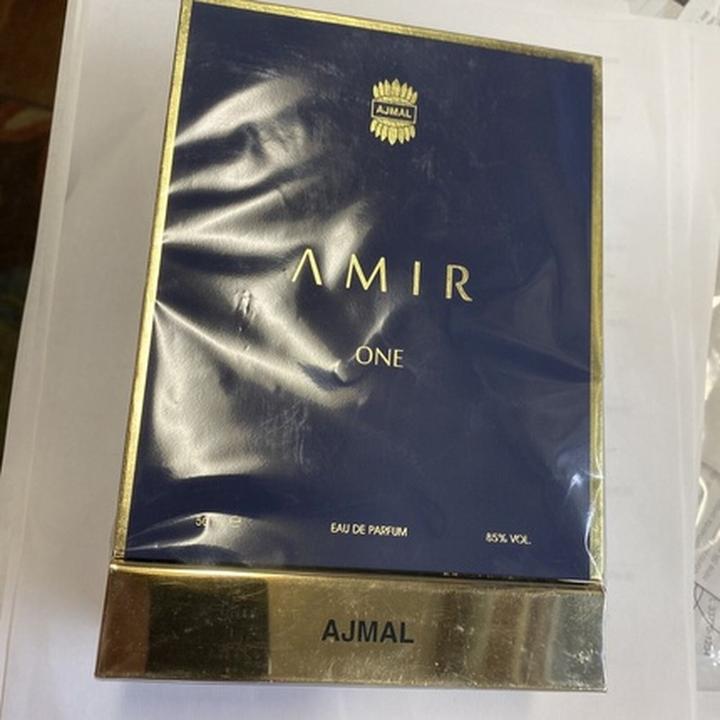 AJMAL
AMIR
ONE
EAU DE PARFUM 85% VOL.
AJMAL